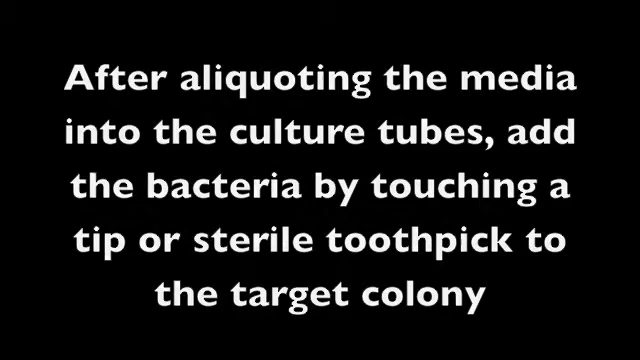 After aliquoting the media
into the culture tubes, add
the bacteria by touching a
tip or sterile toothpick to
the target colony